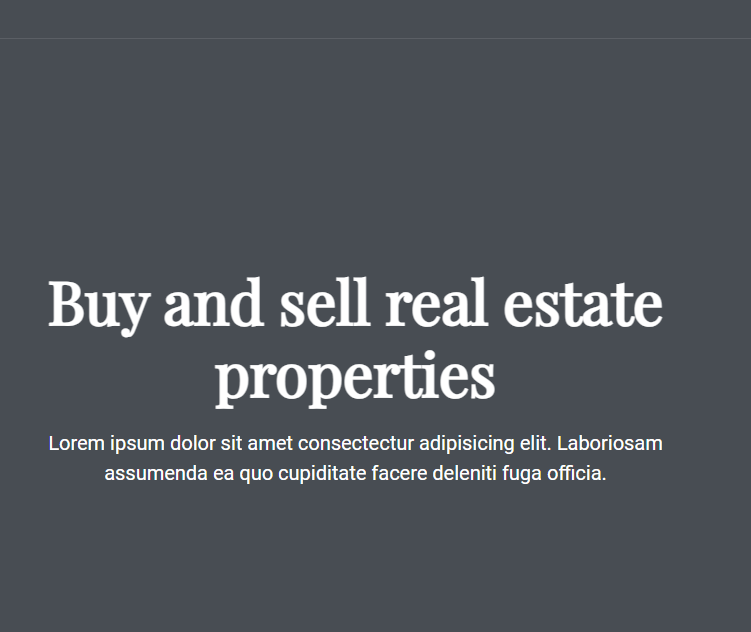 Buy and sell real estate
properties
Lorem ipsum dolor sit amet consectectur adipisicing elit. Laboriosam
assumenda ea quo cupiditate facere deleniti fuga officia.